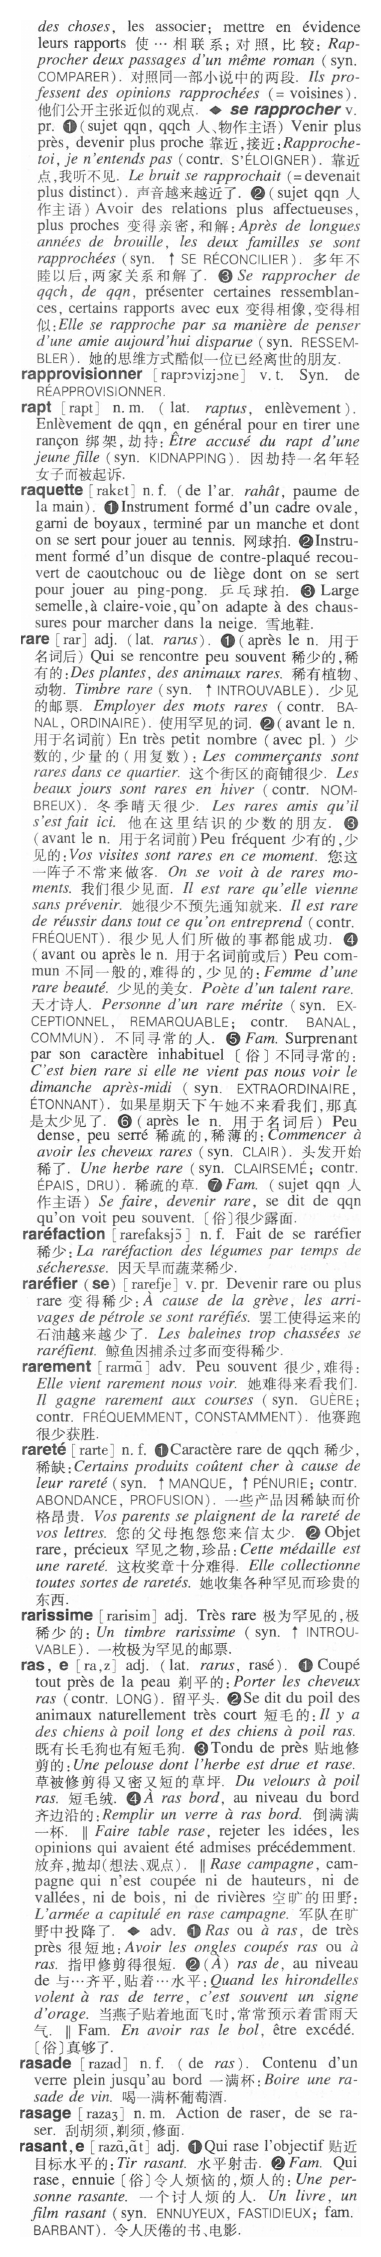 des choses, les associer; mettre en évidence
leurs rapports 使…相联系; 对照, 比较: Rap-
procher deux passages d'un même roman (syn.
COMPARER). 对照同一部小说中的两段. Ils pro-
fessent des opinions rapprochées (= voisines).
他们公开主张近似的观点. ◆ se rapprocher v.
pr. ❶(sujet qqn, qqch 人、物作主语) Venir plus
près, devenir plus proche 靠近,接近:Rapproche-
toi, je n'entends pas (contr. S'ÉLOIGNER). 靠近
点,我听不见. Le bruit se rapprochait (=devenait
plus distinct). 声音越来越近了. ❷(sujet qqn 人
作主语) Avoir des relations plus affectueuses,
plus proches 变得亲密,和解: Après de longues
années de brouille, les deux familles se sont
rapprochées (syn. ↑ SE RÉCONCILIER). 多年不
睦以后,两家关系和解了. ❸ Se rapprocher de
qqch, de qqn, présenter certaines ressemblan-
ces, certains rapports avec eux 变得相像,变得相
似:Elle se rapproche par sa manière de penser
d'une amie aujourd'hui disparue (syn. RESSEM-
BLER). 她的思维方式酷似一位已经离世的朋友.
rapprovisionner [raprɔvizjɔne] v. t. Syn. de
RÉAPPROVISIONNER.
rapt [rapt] n. m. (lat. raptus, enlèvement).
Enlèvement de qqn, en général pour en tirer une
rançon 绑架,劫持: Être accusé du rapt d'une
jeune fille (syn. KIDNAPPING). 因劫持一名年轻
女子而被起诉.
raquette [rakɛt] n. f. (de l'ar. rahât, paume de
la main). ❶Instrument formé d'un cadre ovale,
garni de boyaux, terminé par un manche et dont
on se sert pour jouer au tennis. 网球拍. ❷Instru-
ment formé d'un disque de contre-plaqué recou-
vert de caoutchouc ou de liège dont on se sert
pour jouer au ping-pong. 乒乓球拍. ❸ Large
semelle,à claire-voie,qu'on adapte à des chaus-
sures pour marcher dans la neige. 雪地鞋.
rare [rar] adj. (lat. rarus). ❶(après le n. 用于
名词后) Qui se rencontre peu souvent 稀少的,稀
有的:Des plantes, des animaux rares. 稀有植物、
动物. Timbre rare (syn. ↑ INTROUVABLE). 少见
的邮票. Employer des mots rares (contr. BA-
NAL, ORDINAIRE). 使用罕见的词. ❷(avant le n.
用于名词前) En très petit nombre (avec pl.) 少
数的,少量的 (用复数): Les commerçants sont
rares dans ce quartier. 这个街区的商铺很少. Les
beaux jours sont rares en hiver (contr. NOM-
BREUX). 冬季晴天很少. Les rares amis qu'il
s'est fait ici. 他在这里结识的少数的朋友. ❸
(avant le n. 用于名词前)Peu fréquent 少有的,少
见的:Vos visites sont rares en ce moment. 您这
一阵子不常来做客. On se voit à de rares mo-
ments. 我们很少见面. Il est rare qu'elle vienne
sans prévenir. 她很少不预先通知就来. Il est rare
de réussir dans tout ce qu'on entreprend (contr.
FRÉQUENT). 很少见人们所做的事都能成功. ❹
(avant ou après le n. 用于名词前或后) Peu com-
mun 不同一般的,难得的,少见的: Femme d'une
rare beauté. 少见的美女. Poète d'un talent rare.
天才诗人. Personne d'un rare mérite (syn. EX-
CEPTIONNEL, REMARQUABLE; contr. BANAL,
COMMUN). 不同寻常的人. ❺ Fam. Surprenant
par son caractère inhabituel [俗] 不同寻常的:
C'est bien rare si elle ne vient pas nous voir le
dimanche après-midi (syn. EXTRAORDINAIRE,
ÉTONNANT). 如果星期天下午她不来看我们,那真
是太少见了. ❻ (après le n. 用于名词后) Peu
dense, peu serré 稀疏的,稀薄的: Commencer à
avoir les cheveux rares (syn. CLAIR). 头发开始
稀了. Une herbe rare (syn. CLAIRSEMÉ; contr.
ÉPAIS, DRU). 稀疏的草. ❼ Fam. (sujet qqn 人
作主语) Se faire, devenir rare, se dit de qqn
qu'on voit peu souvent. [俗]很少露面.
raréfaction [rarefaksjɔ̃] n. f. Fait de se raréfier
稀少: La raréfaction des légumes par temps de
sécheresse. 因天旱而蔬菜稀少.
raréfier (se) [rarefje] v. pr. Devenir rare ou plus
rare 变得稀少: À cause de la grève, les arri-
vages de pétrole se sont raréfiés. 罢工使得运来的
石油越来越少了. Les baleines trop chassées se
raréfient. 鲸鱼因捕杀过多而变得稀少.
rarement [rarmɑ̃] adv. Peu souvent 很少,难得:
Elle vient rarement nous voir. 她难得来看我们.
Il gagne rarement aux courses (syn. GUÈRE;
contr. FRÉQUEMMENT, CONSTAMMENT). 他赛跑
很少获胜.
rareté [rarte] n. f. ❶Caractère rare de qqch 稀少,
稀缺:Certains produits coûtent cher à cause de
leur rareté (syn. ↑MANQUE, ↑PÉNURIE; contr.
ABONDANCE, PROFUSION). 一些产品因稀缺而价
格昂贵. Vos parents se plaignent de la rareté de
vos lettres. 您的父母抱怨您来信太少. ❷ Objet
rare, précieux 罕见之物,珍品:Cette médaille est
une rareté. 这枚奖章十分难得. Elle collectionne
toutes sortes de raretés. 她收集各种罕见而珍贵的
东西.
rarissime [rarisim] adj. Très rare 极为罕见的,极
稀少的: Un timbre rarissime (syn. ↑ INTROU-
VABLE). 一枚极为罕见的邮票.
ras, e [ra,z] adj. (lat. rarus, rasé). ❶ Coupé
tout près de la peau 剃平的: Porter les cheveux
ras (contr. LONG). 留平头. ❷Se dit du poil des
animaux naturellement très court 短毛的:Il y a
des chiens à poil long et des chiens à poil ras.
既有长毛狗也有短毛狗. ❸Tondu de près 贴地修
剪的:Une pelouse dont l'herbe est drue et rase.
草被修剪得又密又短的草坪. Du velours à poil
ras. 短毛绒. ❹À ras bord, au niveau du bord
齐边沿的:Remplir un verre à ras bord. 倒满满
一杯. ‖ Faire table rase, rejeter les idées, les
opinions qui avaient été admises précédemment.
放弃,抛却(想法、观点). ‖Rase campagne, cam-
pagne qui n'est coupée ni de hauteurs, ni de
vallées, ni de bois, ni de rivières 空旷的田野:
L'armée a capitulé en rase campagne. 军队在旷
野中投降了. ◆ adv. ❶Ras ou à ras, de très
près 很短地: Avoir les ongles coupés ras ou à
ras. 指甲修剪得很短. ❷(À) ras de, au niveau
de 与…齐平,贴着…水平:Quand les hirondelles
volent à ras de terre, c'est souvent un signe
d'orage. 当燕子贴着地面飞时,常常预示着雷雨天
气. ‖ Fam. En avoir ras le bol, être excédé.
[俗]真够了.
rasade [razad] n. f. (de ras). Contenu d'un
verre plein jusqu'au bord 一满杯: Boire une ra-
sade de vin. 喝一满杯葡萄酒.
rasage [razaʒ] n. m. Action de raser, de se ra-
ser. 刮胡须,剃须,修面.
rasant,e [razɑ̃,ɑ̃t] adj. ❶Qui rase l'objectif 贴近
目标水平的: Tir rasant. 水平射击. ❷ Fam. Qui
rase, ennuie [俗]令人烦恼的,烦人的: Une per-
sonne rasante. 一个讨人烦的人. Un livre, un
film rasant (syn. ENNUYEUX, FASTIDIEUX; fam.
BARBANT). 令人厌倦的书、电影.